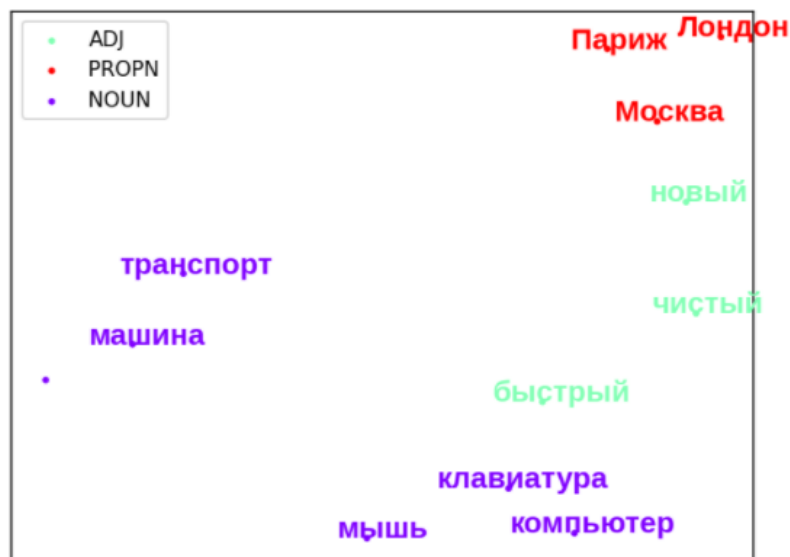 ADJ
PROPN
NOUN
Париж
Лондон
Москва
новый
транспорт
чистый
машина
быстрый
клавиатура
мышь
компьютер